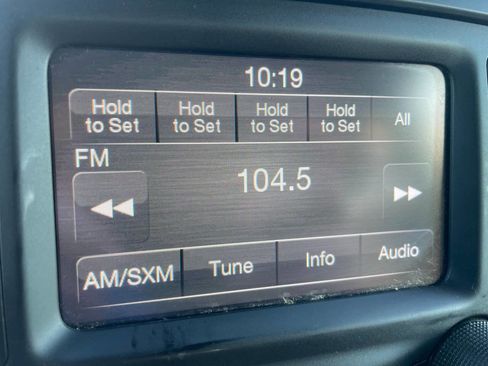 10:19
Hold to Set Hold to Set Hold to Set Hold to Set All
FM
104.5
AM/SXM Tune Info Audio